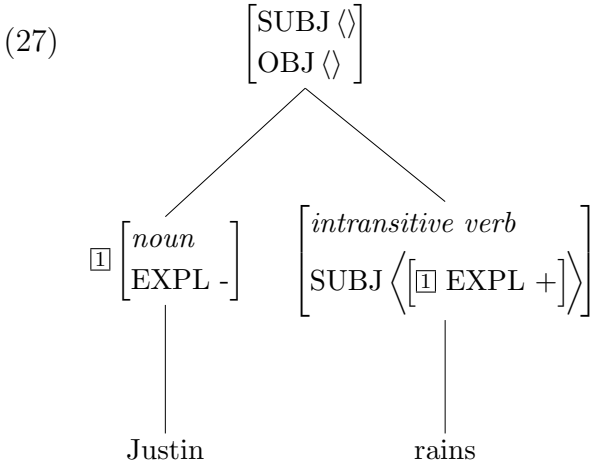 (27)
SUBJ ⟨⟩
OBJ ⟨⟩
1 noun
EXPL -
intransitive verb
SUBJ ⟨[1 EXPL +]⟩
Justin
rains